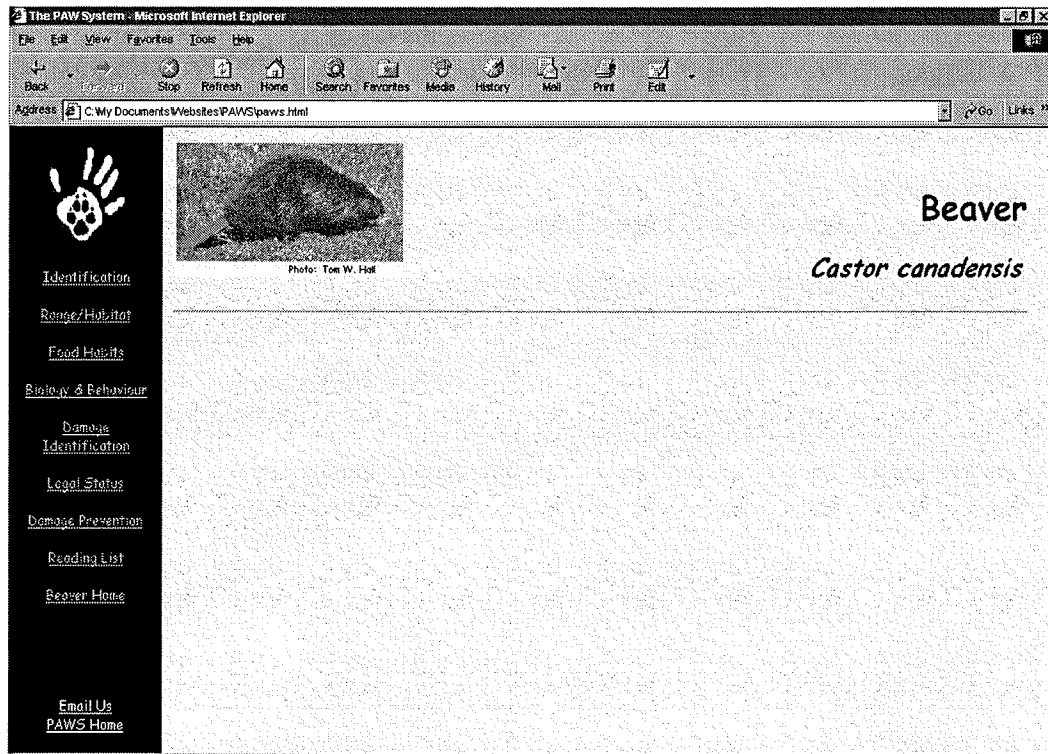 The PAW System - Microsoft Internet Explorer
File Edit View Favorites Tools Help
Back Forward Stop Refresh Home Search Favorites Media History Mail Print Edit
Address C:\My Documents\Websites\PAWS\paws.html Go Links »
Photo: Tom W. Hall
Beaver
Castor canadensis
Identification
Range/Habitat
Food Habits
Biology & Behaviour
Damage
Identification
Legal Status
Damage Prevention
Reading List
Beaver Home
Email Us
PAWS Home